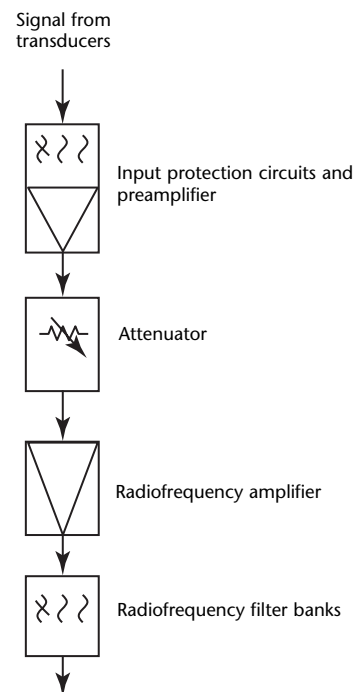 Signal from
transducers
Input protection circuits and
preamplifier
Attenuator
Radiofrequency amplifier
Radiofrequency filter banks